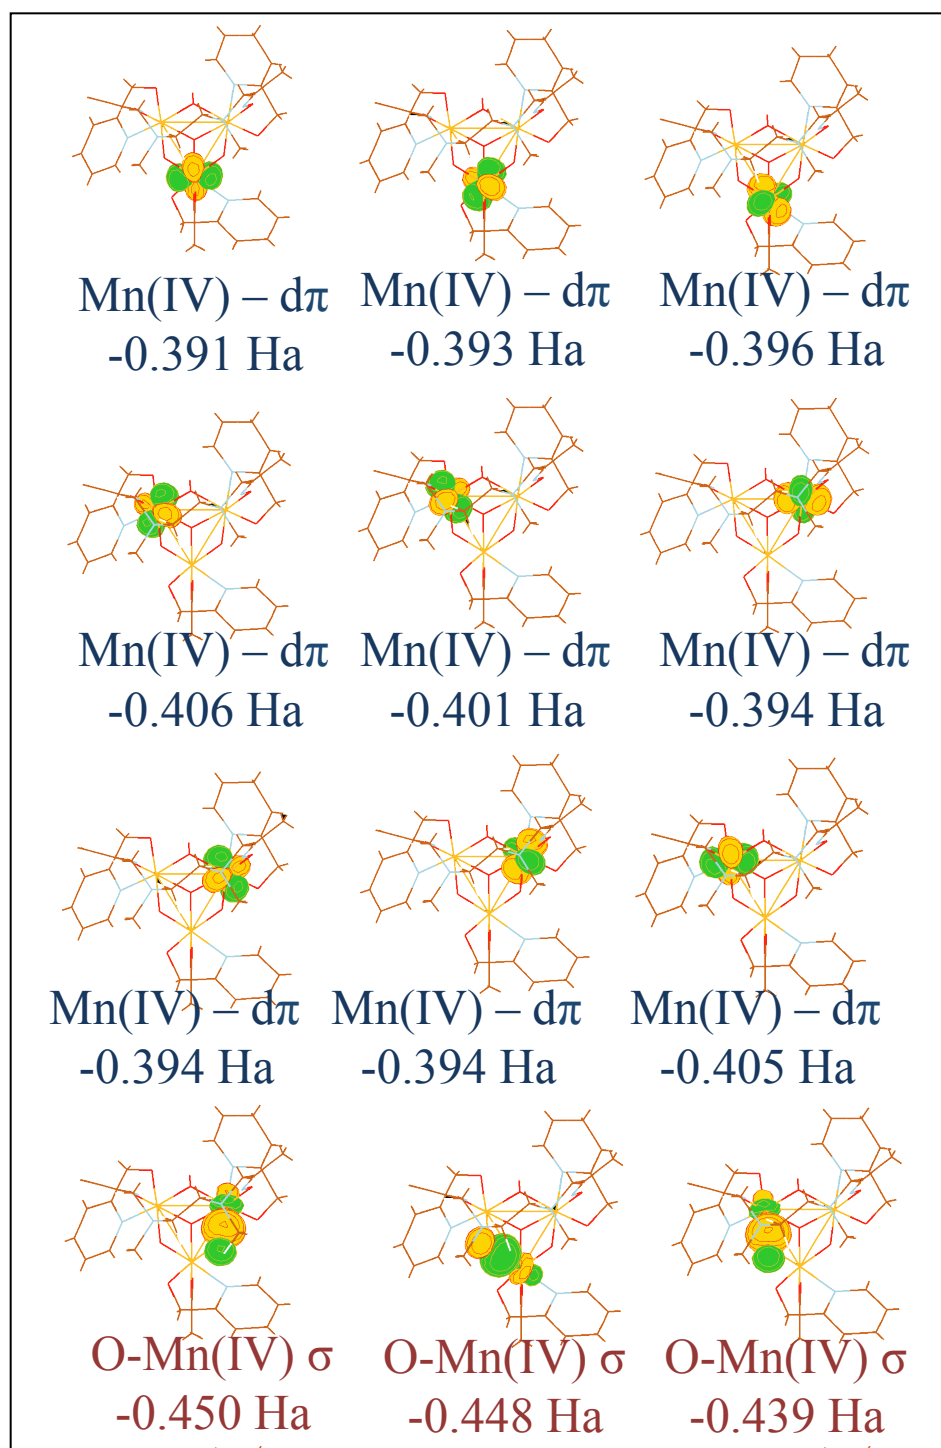 Mn(IV) – dπ Mn(IV) – dπ Mn(IV) – dπ
-0.391 Ha -0.393 Ha -0.396 Ha
Mn(IV) – dπ Mn(IV) – dπ Mn(IV) – dπ
-0.406 Ha -0.401 Ha -0.394 Ha
Mn(IV) – dπ Mn(IV) – dπ Mn(IV) – dπ
-0.394 Ha -0.394 Ha -0.405 Ha
O-Mn(IV) σ O-Mn(IV) σ O-Mn(IV) σ
-0.450 Ha -0.448 Ha -0.439 Ha